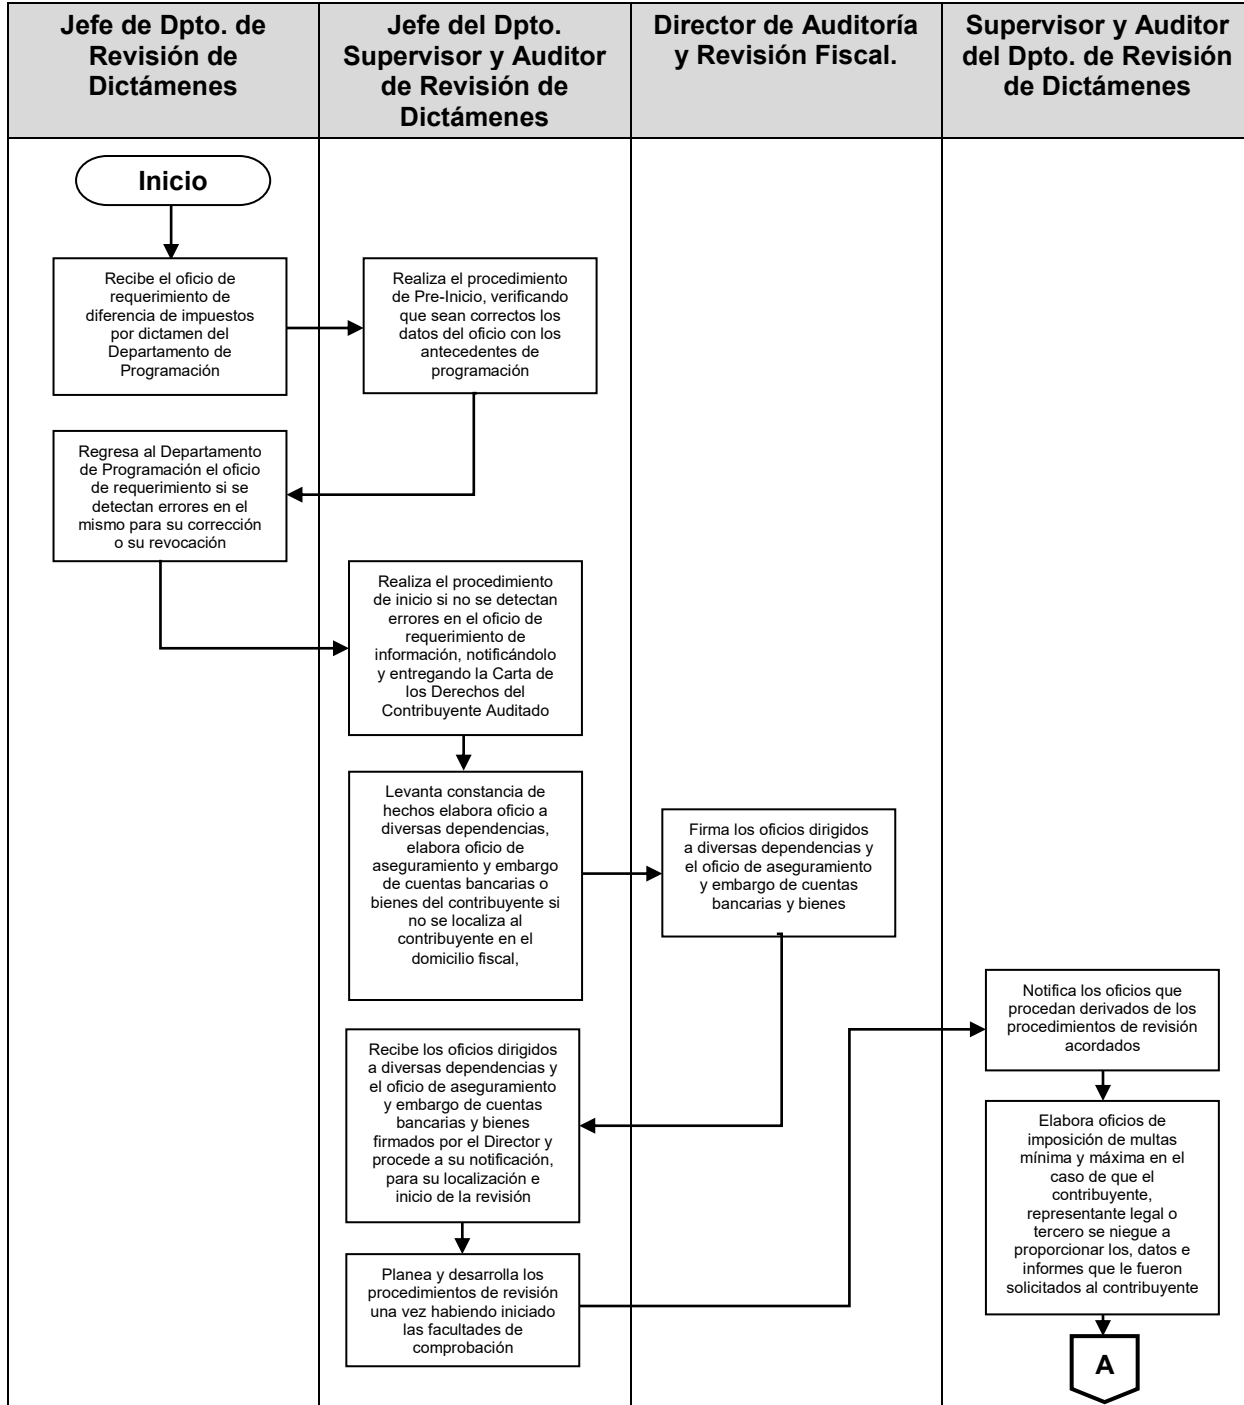 Jefe de Dpto. de
Revisión de
Dictámenes
Jefe del Dpto.
Supervisor y Auditor
de Revisión de
Dictámenes
Director de Auditoría
y Revisión Fiscal.
Supervisor y Auditor
del Dpto. de Revisión
de Dictámenes
Inicio
Recibe el oficio de
requerimiento de
diferencia de impuestos
por dictamen del
Departamento de
Programación
Realiza el procedimiento
de Pre-Inicio, verificando
que sean correctos los
datos del oficio con los
antecedentes de
programación
Regresa al Departamento
de Programación el oficio
de requerimiento si se
detectan errores en el
mismo para su corrección
o su revocación
Realiza el procedimiento
de inicio si no se detectan
errores en el oficio de
requerimiento de
información, notificándolo
y entregando la Carta de
los Derechos del
Contribuyente Auditado
Levanta constancia de
hechos elabora oficio a
diversas dependencias,
elabora oficio de
aseguramiento y embargo
de cuentas bancarias o
bienes del contribuyente si
no se localiza al
contribuyente en el
domicilio fiscal,
Firma los oficios dirigidos
a diversas dependencias y
el oficio de aseguramiento
y embargo de cuentas
bancarias y bienes
Recibe los oficios dirigidos
a diversas dependencias y
el oficio de aseguramiento
y embargo de cuentas
bancarias y bienes
firmados por el Director y
procede a su notificación,
para su localización e
inicio de la revisión
Planea y desarrolla los
procedimientos de revisión
una vez habiendo iniciado
las facultades de
comprobación
Notifica los oficios que
procedan derivados de los
procedimientos de revisión
acordados
Elabora oficios de
imposición de multas
mínima y máxima en el
caso de que el
contribuyente,
representante legal o
tercero se niegue a
proporcionar los, datos e
informes que le fueron
solicitados al contribuyente
A